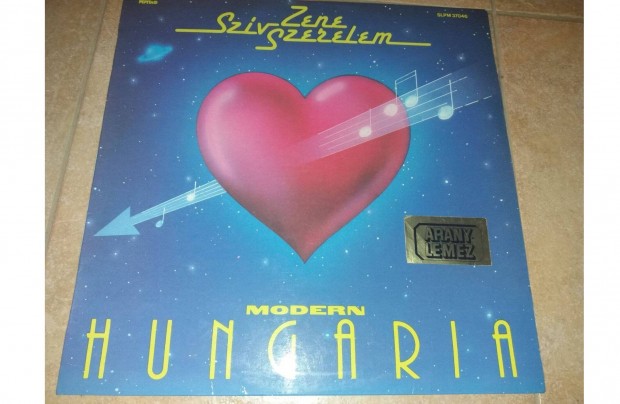 SLPM 37046
Zene
Szív Szerelem
ARANY
LEMEZ
MODERN
HUNGARIA